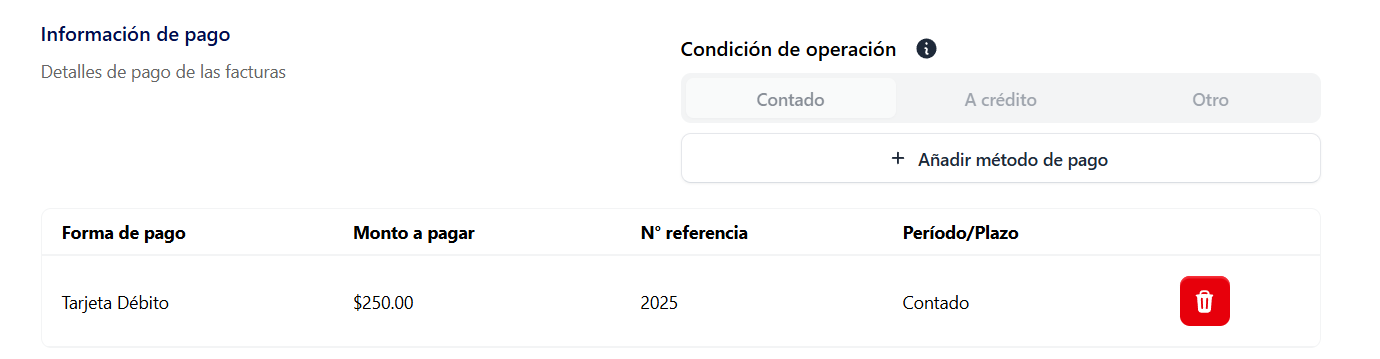 Información de pago
Detalles de pago de las facturas
Condición de operación
Contado A crédito Otro
+ Añadir método de pago
Forma de pago Monto a pagar N° referencia Período/Plazo
Tarjeta Débito $250.00 2025 Contado